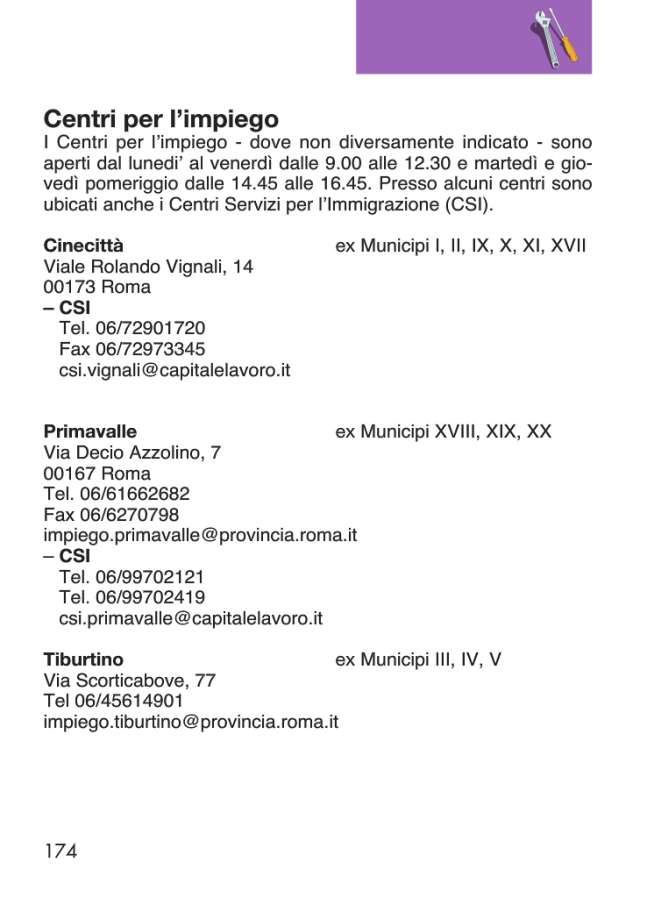 Centri per l'impiego
I Centri per l'impiego - dove non diversamente indicato - sono
aperti dal lunedi' al venerdì dalle 9.00 alle 12.30 e martedì e gio-
vedì pomeriggio dalle 14.45 alle 16.45. Presso alcuni centri sono
ubicati anche i Centri Servizi per l'Immigrazione (CSI).
Cinecittà ex Municipi I, II, IX, X, XI, XVII
Viale Rolando Vignali, 14
00173 Roma
– CSI
Tel. 06/72901720
Fax 06/72973345
csi.vignali@capitalelavoro.it
Primavalle ex Municipi XVIII, XIX, XX
Via Decio Azzolino, 7
00167 Roma
Tel. 06/61662682
Fax 06/6270798
impiego.primavalle@provincia.roma.it
– CSI
Tel. 06/99702121
Tel. 06/99702419
csi.primavalle@capitalelavoro.it
Tiburtino ex Municipi III, IV, V
Via Scorticabove, 77
Tel 06/45614901
impiego.tiburtino@provincia.roma.it
174